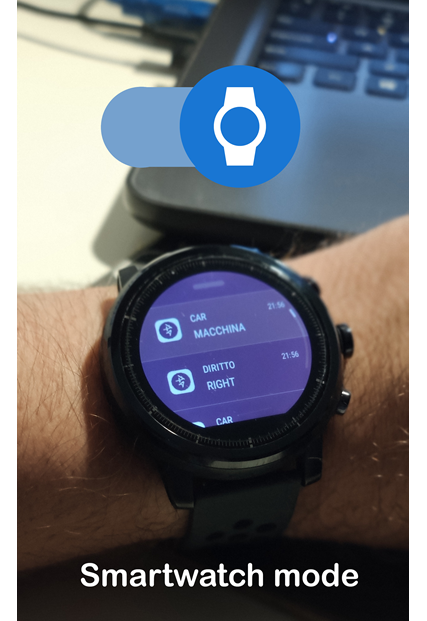 21:56
CAR
MACCHINA
21:56
DIRITTO
RIGHT
CAR
Smartwatch mode